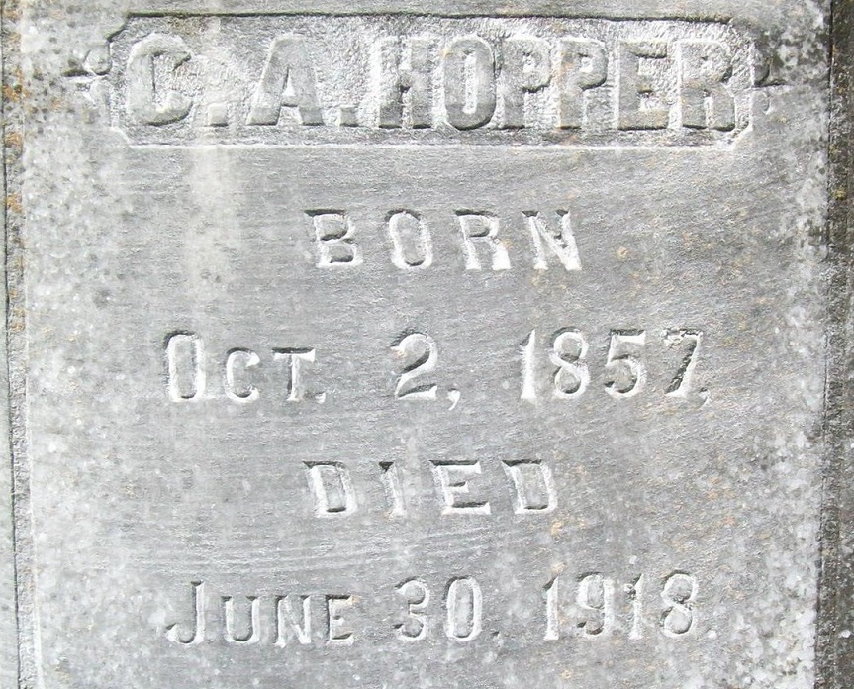 C. A. HOPPER
BORN
OCT. 2, 1857,
DIED
JUNE 30. 1918.